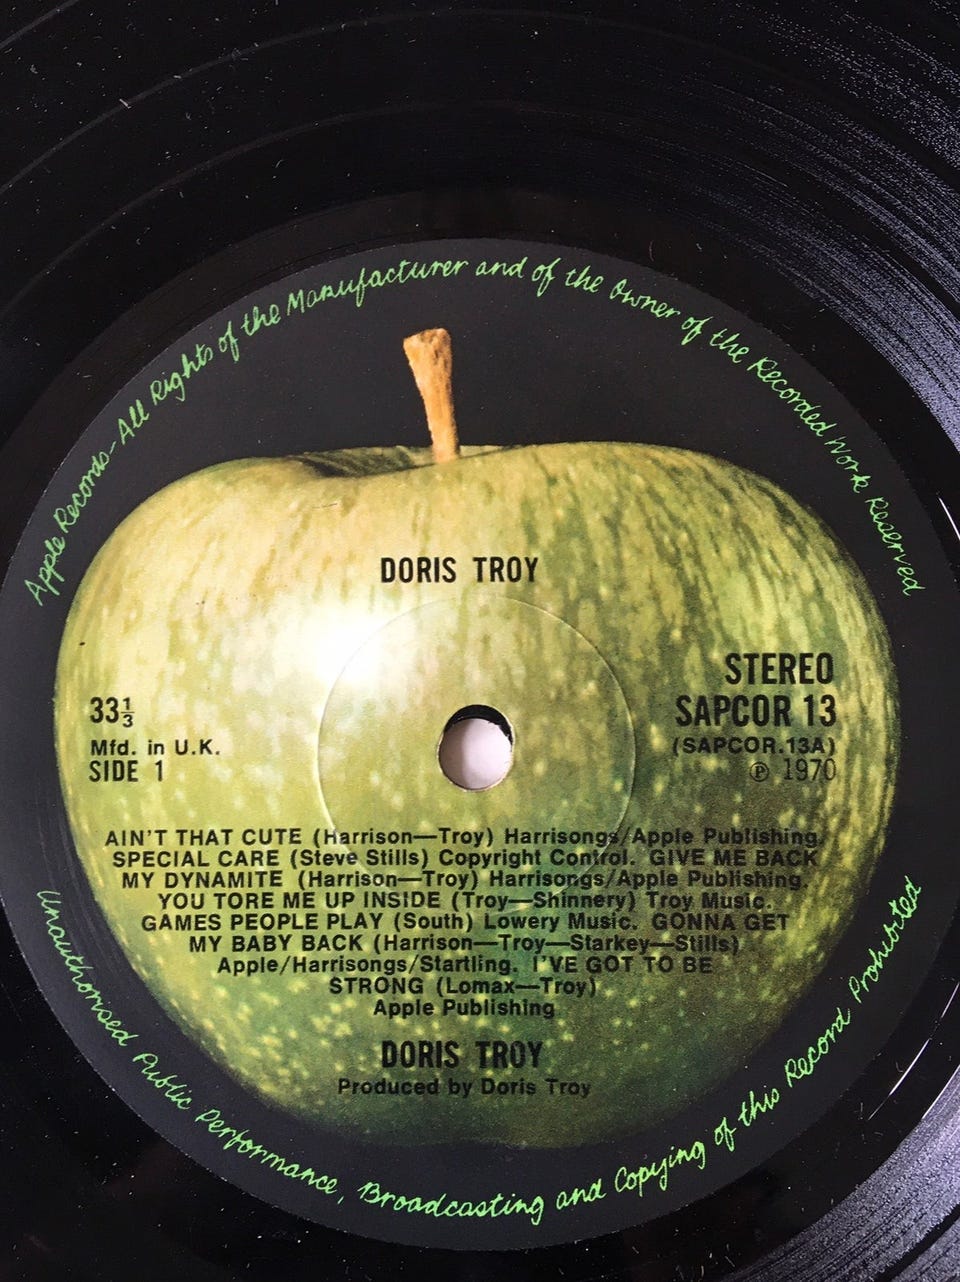 Apple Records - All Rights of the Manufacturer and of the Owner of the Recorded Work Reserved
DORIS TROY
STEREO
SAPCOR 13
(SAPCOR.13A)
℗ 1970
33⅓
Mfd. in U.K.
SIDE 1
AIN'T THAT CUTE (Harrison—Troy) Harrisongs/Apple Publishing.
SPECIAL CARE (Steve Stills) Copyright Control. GIVE ME BACK
MY DYNAMITE (Harrison—Troy) Harrisongs/Apple Publishing.
YOU TORE ME UP INSIDE (Troy—Shinnery) Troy Music.
GAMES PEOPLE PLAY (South) Lowery Music. GONNA GET
MY BABY BACK (Harrison—Troy—Starkey—Stills)
Apple/Harrisongs/Startling. I'VE GOT TO BE
STRONG (Lomax—Troy)
Apple Publishing
DORIS TROY
Produced by Doris Troy
Unauthorised Public Performance, Broadcasting and Copying of this Record Prohibited